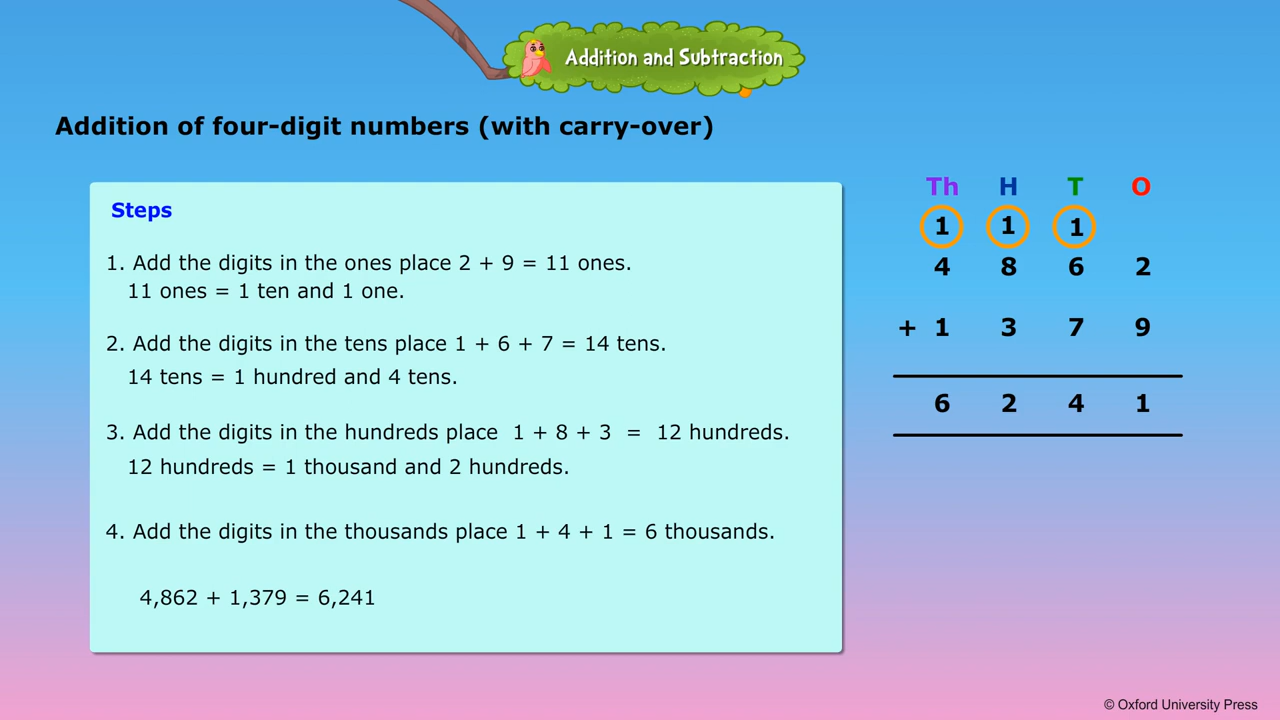 Addition and Subtraction
Addition of four-digit numbers (with carry-over)
Steps
1. Add the digits in the ones place 2 + 9 = 11 ones.
11 ones = 1 ten and 1 one.
2. Add the digits in the tens place 1 + 6 + 7 = 14 tens.
14 tens = 1 hundred and 4 tens.
3. Add the digits in the hundreds place 1 + 8 + 3 = 12 hundreds.
12 hundreds = 1 thousand and 2 hundreds.
4. Add the digits in the thousands place 1 + 4 + 1 = 6 thousands.
4,862 + 1,379 = 6,241
Th H T O
1 1 1
4 8 6 2
+ 1 3 7 9
6 2 4 1
© Oxford University Press